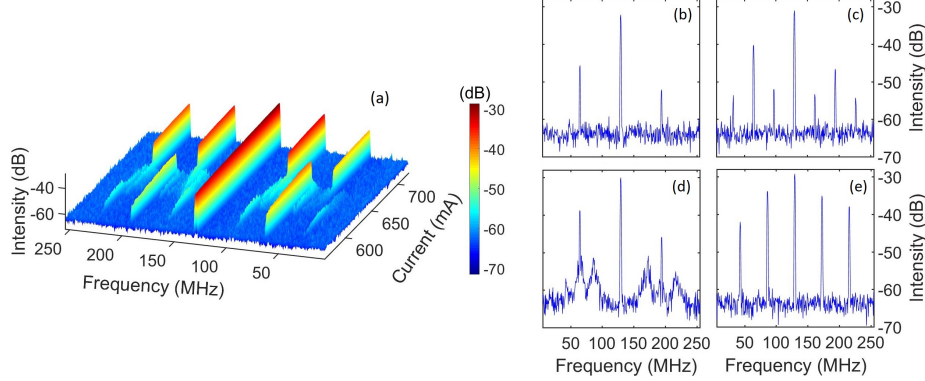 (a)
(dB)
-30
-40
-50
-60
-70
Intensity (dB)
-40
-60
250
200
150
100
50
Frequency (MHz)
600
650
700
Current (mA)
(b)
(c)
-30
-40
-50
-60
-70
Intensity (dB)
(d)
(e)
-30
-40
-50
-60
-70
Intensity (dB)
50 100 150 200 250
50 100 150 200 250
Frequency (MHz)
Frequency (MHz)